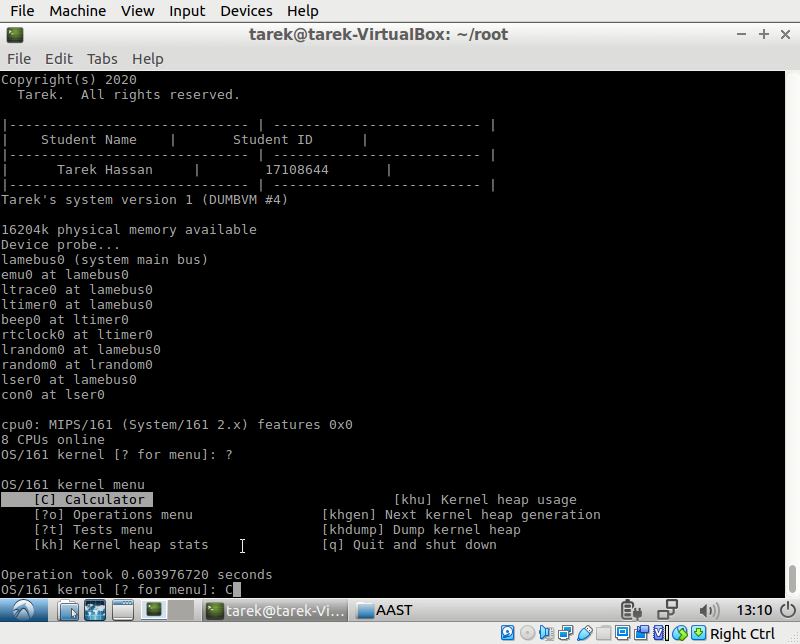 File Machine View Input Devices Help
tarek@tarek-VirtualBox: ~/root
File Edit Tabs Help
Copyright(s) 2020
Tarek. All rights reserved.
|------------------------------ | -------------------------- |
| Student Name | Student ID |
|------------------------------ | -------------------------- |
| Tarek Hassan | 17108644 |
|------------------------------ | -------------------------- |
Tarek's system version 1 (DUMBVM #4)
16204k physical memory available
Device probe...
lamebus0 (system main bus)
emu0 at lamebus0
ltrace0 at lamebus0
ltimer0 at lamebus0
beep0 at ltimer0
rtclock0 at ltimer0
lrandom0 at lamebus0
random0 at lrandom0
lser0 at lamebus0
con0 at lser0
cpu0: MIPS/161 (System/161 2.x) features 0x0
8 CPUs online
OS/161 kernel [? for menu]: ?
OS/161 kernel menu
[C] Calculator [khu] Kernel heap usage
[?o] Operations menu [khgen] Next kernel heap generation
[?t] Tests menu [khdump] Dump kernel heap
[kh] Kernel heap stats [q] Quit and shut down
Operation took 0.603976720 seconds
OS/161 kernel [? for menu]: C
tarek@tarek-Vi... AAST 13:10
Right Ctrl